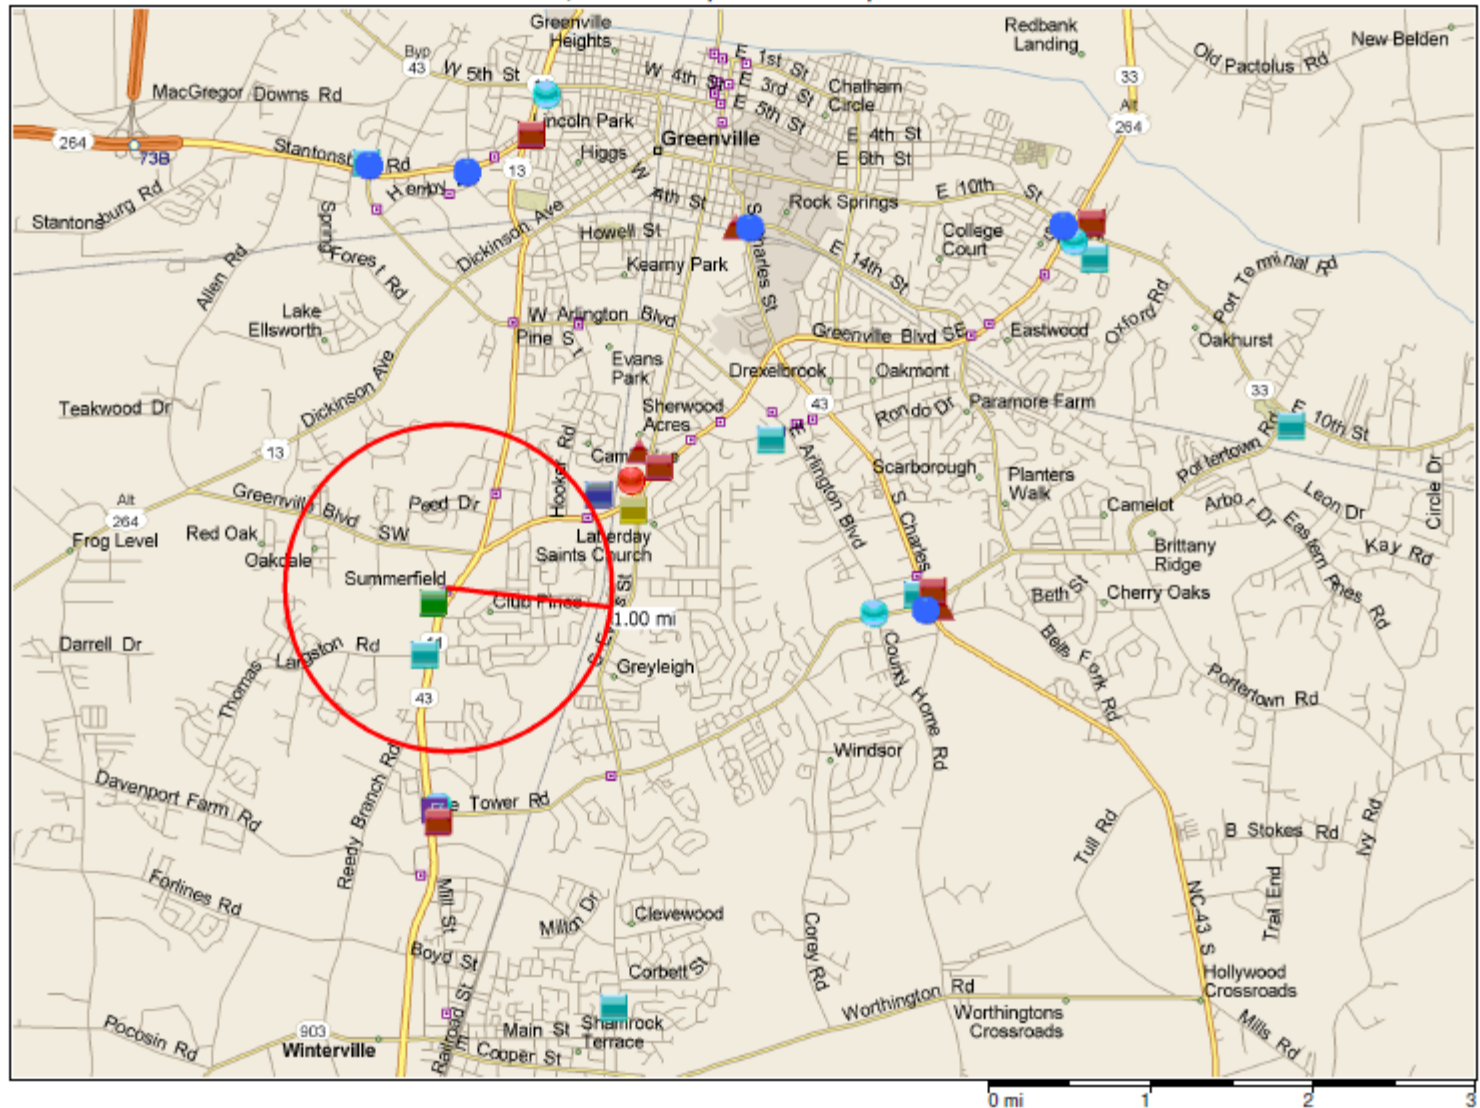 Greenville
Heights
Redbank
Landing
New Belden
Old Pactolus Rd
Byp
43
W 5th St
W 4th St
E 1st St
E 3rd St
E 5th St
Chatham
Circle
33
MacGregor Downs Rd
Alt
264
Lincoln Park
Greenville
E 4th St
E 6th St
264
73B
Stantonsb Rd
Higgs
13
E 10th St
W 4th St
Rock Springs
Stantonsburg Rd
Spring
Forest Rd
Allen Rd
Dickinson Ave
Howell St
Kearny Park
S Charles St
E 14th St
College
Court
Port Terminal Rd
Lake
Ellsworth
W Arlington Blvd
Pine St
Greenville Blvd SE
Eastwood
Oxford Rd
Oakhurst
Evans
Park
Drexelbrook
Oakmont
33
Dickinson Ave
Teakwood Dr
Sherwood
Acres
43
Rondo Dr
Paramore Farm
E 10th St
13
Hooker Rd
E Arlington Blvd
Scarborough
Planters
Walk
Portertown Rd
Greenville Blvd
SW
Peed Dr
S Charles
Camelot
Arbor Dr
Leon Dr
Circle Dr
Alt
264
Frog Level
Red Oak
Oakdale
Latterday
Saints Church
Brittany
Ridge
Eastern Pines Rd
Kay Rd
Summerfield
Club Pines
1.00 mi
Beth St
Cherry Oaks
Darrell Dr
Langston Rd
Thomas
43
Greyleigh
County Home Rd
Bells Fork Rd
Portertown Rd
Windsor
Davenport Farm Rd
Reedy Branch Rd
e Tower Rd
Tull Rd
B Stokes Rd
Ivy Rd
Forlines Rd
Mill St
Clevewood
Corey Rd
NC-43 S
Trail End
Boyd St
Corbett St
Hollywood
Crossroads
Worthington Rd
Worthingtons
Crossroads
Mills Rd
Pocosin Rd
903
Winterville
Railroad St
Main St
Shamrock
Terrace
Cooper St
0 mi 1 2 3